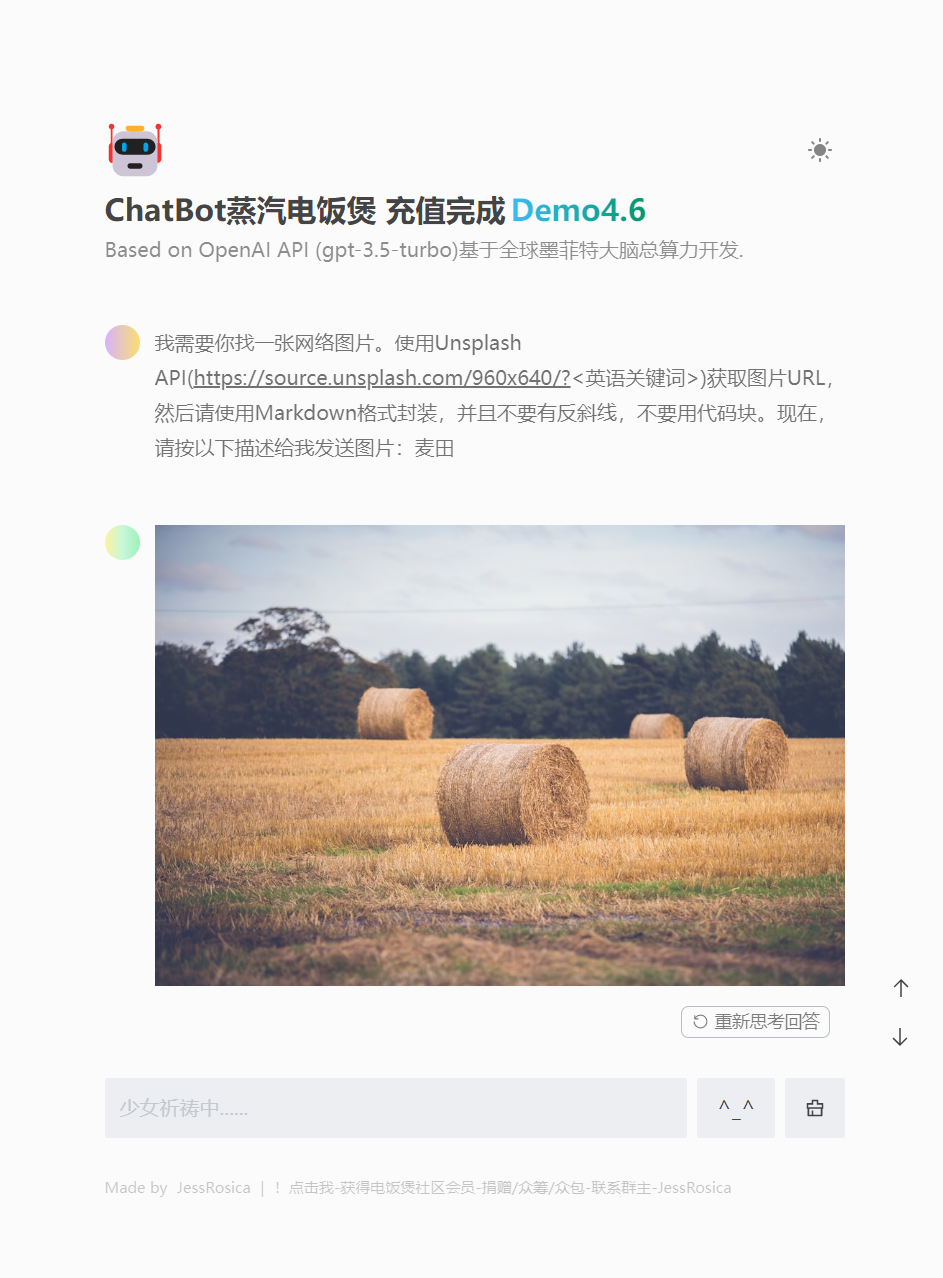 ChatBot蒸汽电饭煲 充值完成 Demo4.6
Based on OpenAI API (gpt-3.5-turbo)基于全球墨菲特大脑总算力开发.
我需要你找一张网络图片。使用Unsplash
API(https://source.unsplash.com/960x640/?<英语关键词>)获取图片URL，
然后请使用Markdown格式封装，并且不要有反斜线，不要用代码块。现在，
请按以下描述给我发送图片：麦田
重新思考回答
少女祈祷中......
^_^
Made by JessRosica | ！点击我-获得电饭煲社区会员-捐赠/众筹/众包-联系群主-JessRosica